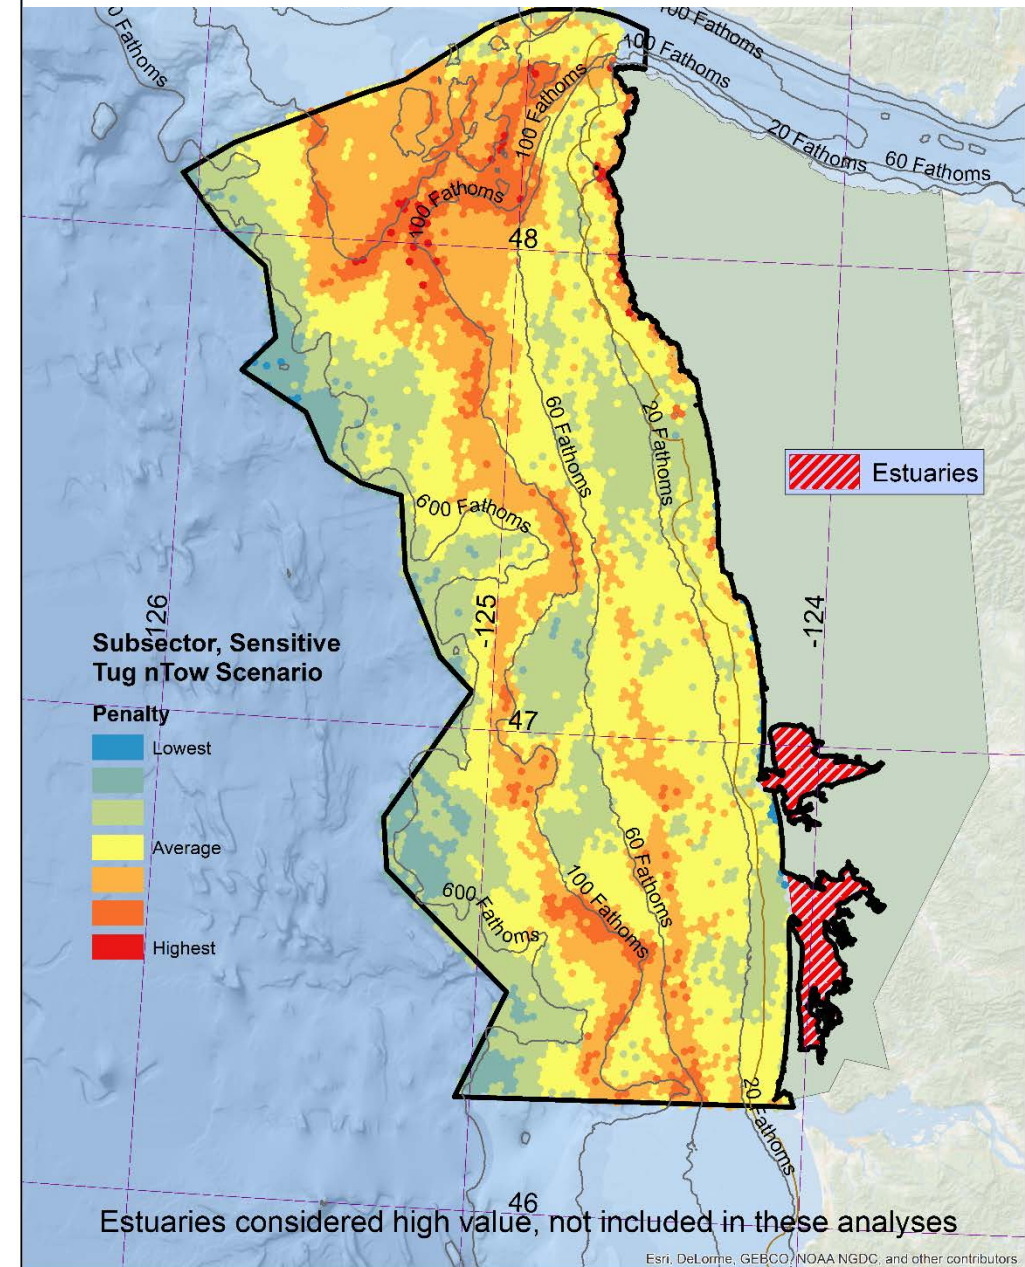 0 Fathoms
100 Fathoms
100 Fathoms
20 Fathoms
60 Fathoms
100 Fathoms
100 Fathoms
48
60 Fathoms
20 Fathoms
Estuaries
600 Fathoms
-126
-125
-124
Subsector, Sensitive
Tug nTow Scenario
Penalty
Lowest
Average
Highest
47
60 Fathoms
100 Fathoms
600 Fathoms
20 Fathoms
46
Estuaries considered high value, not included in these analyses
Esri, DeLorme, GEBCO, NOAA NGDC, and other contributors